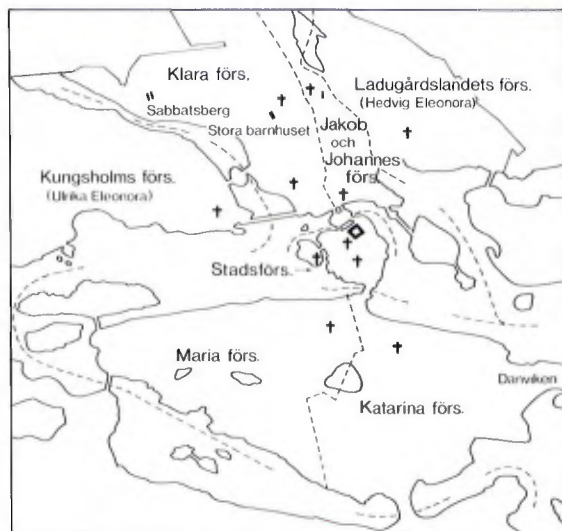 Klara förs.
Sabbatsberg
Stora barnhuset
Ladugårdslandets förs.
(Hedvig Eleonora)
Jakob
och
Johannes
förs.
Kungsholms förs.
(Ulrika Eleonora)
Stadsförs.
Maria förs.
Danviken
Katarina förs.